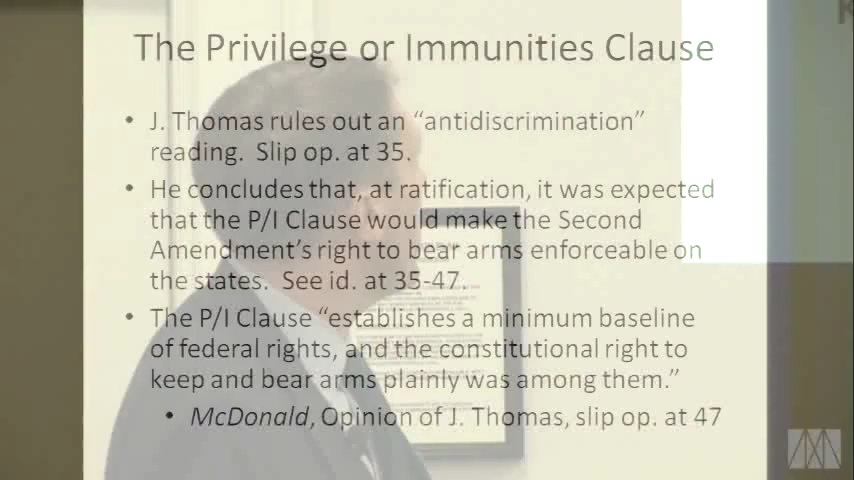 The Privilege or Immunities Clause
• J. Thomas rules out an “antidiscrimination”
reading. Slip op. at 35.
• He concludes that, at ratification, it was expected
that the P/I Clause would make the Second
Amendment’s right to bear arms enforceable on
the states. See id. at 35-47.
• The P/I Clause “establishes a minimum baseline
of federal rights, and the constitutional right to
keep and bear arms plainly was among them.”
• McDonald, Opinion of J. Thomas, slip op. at 47